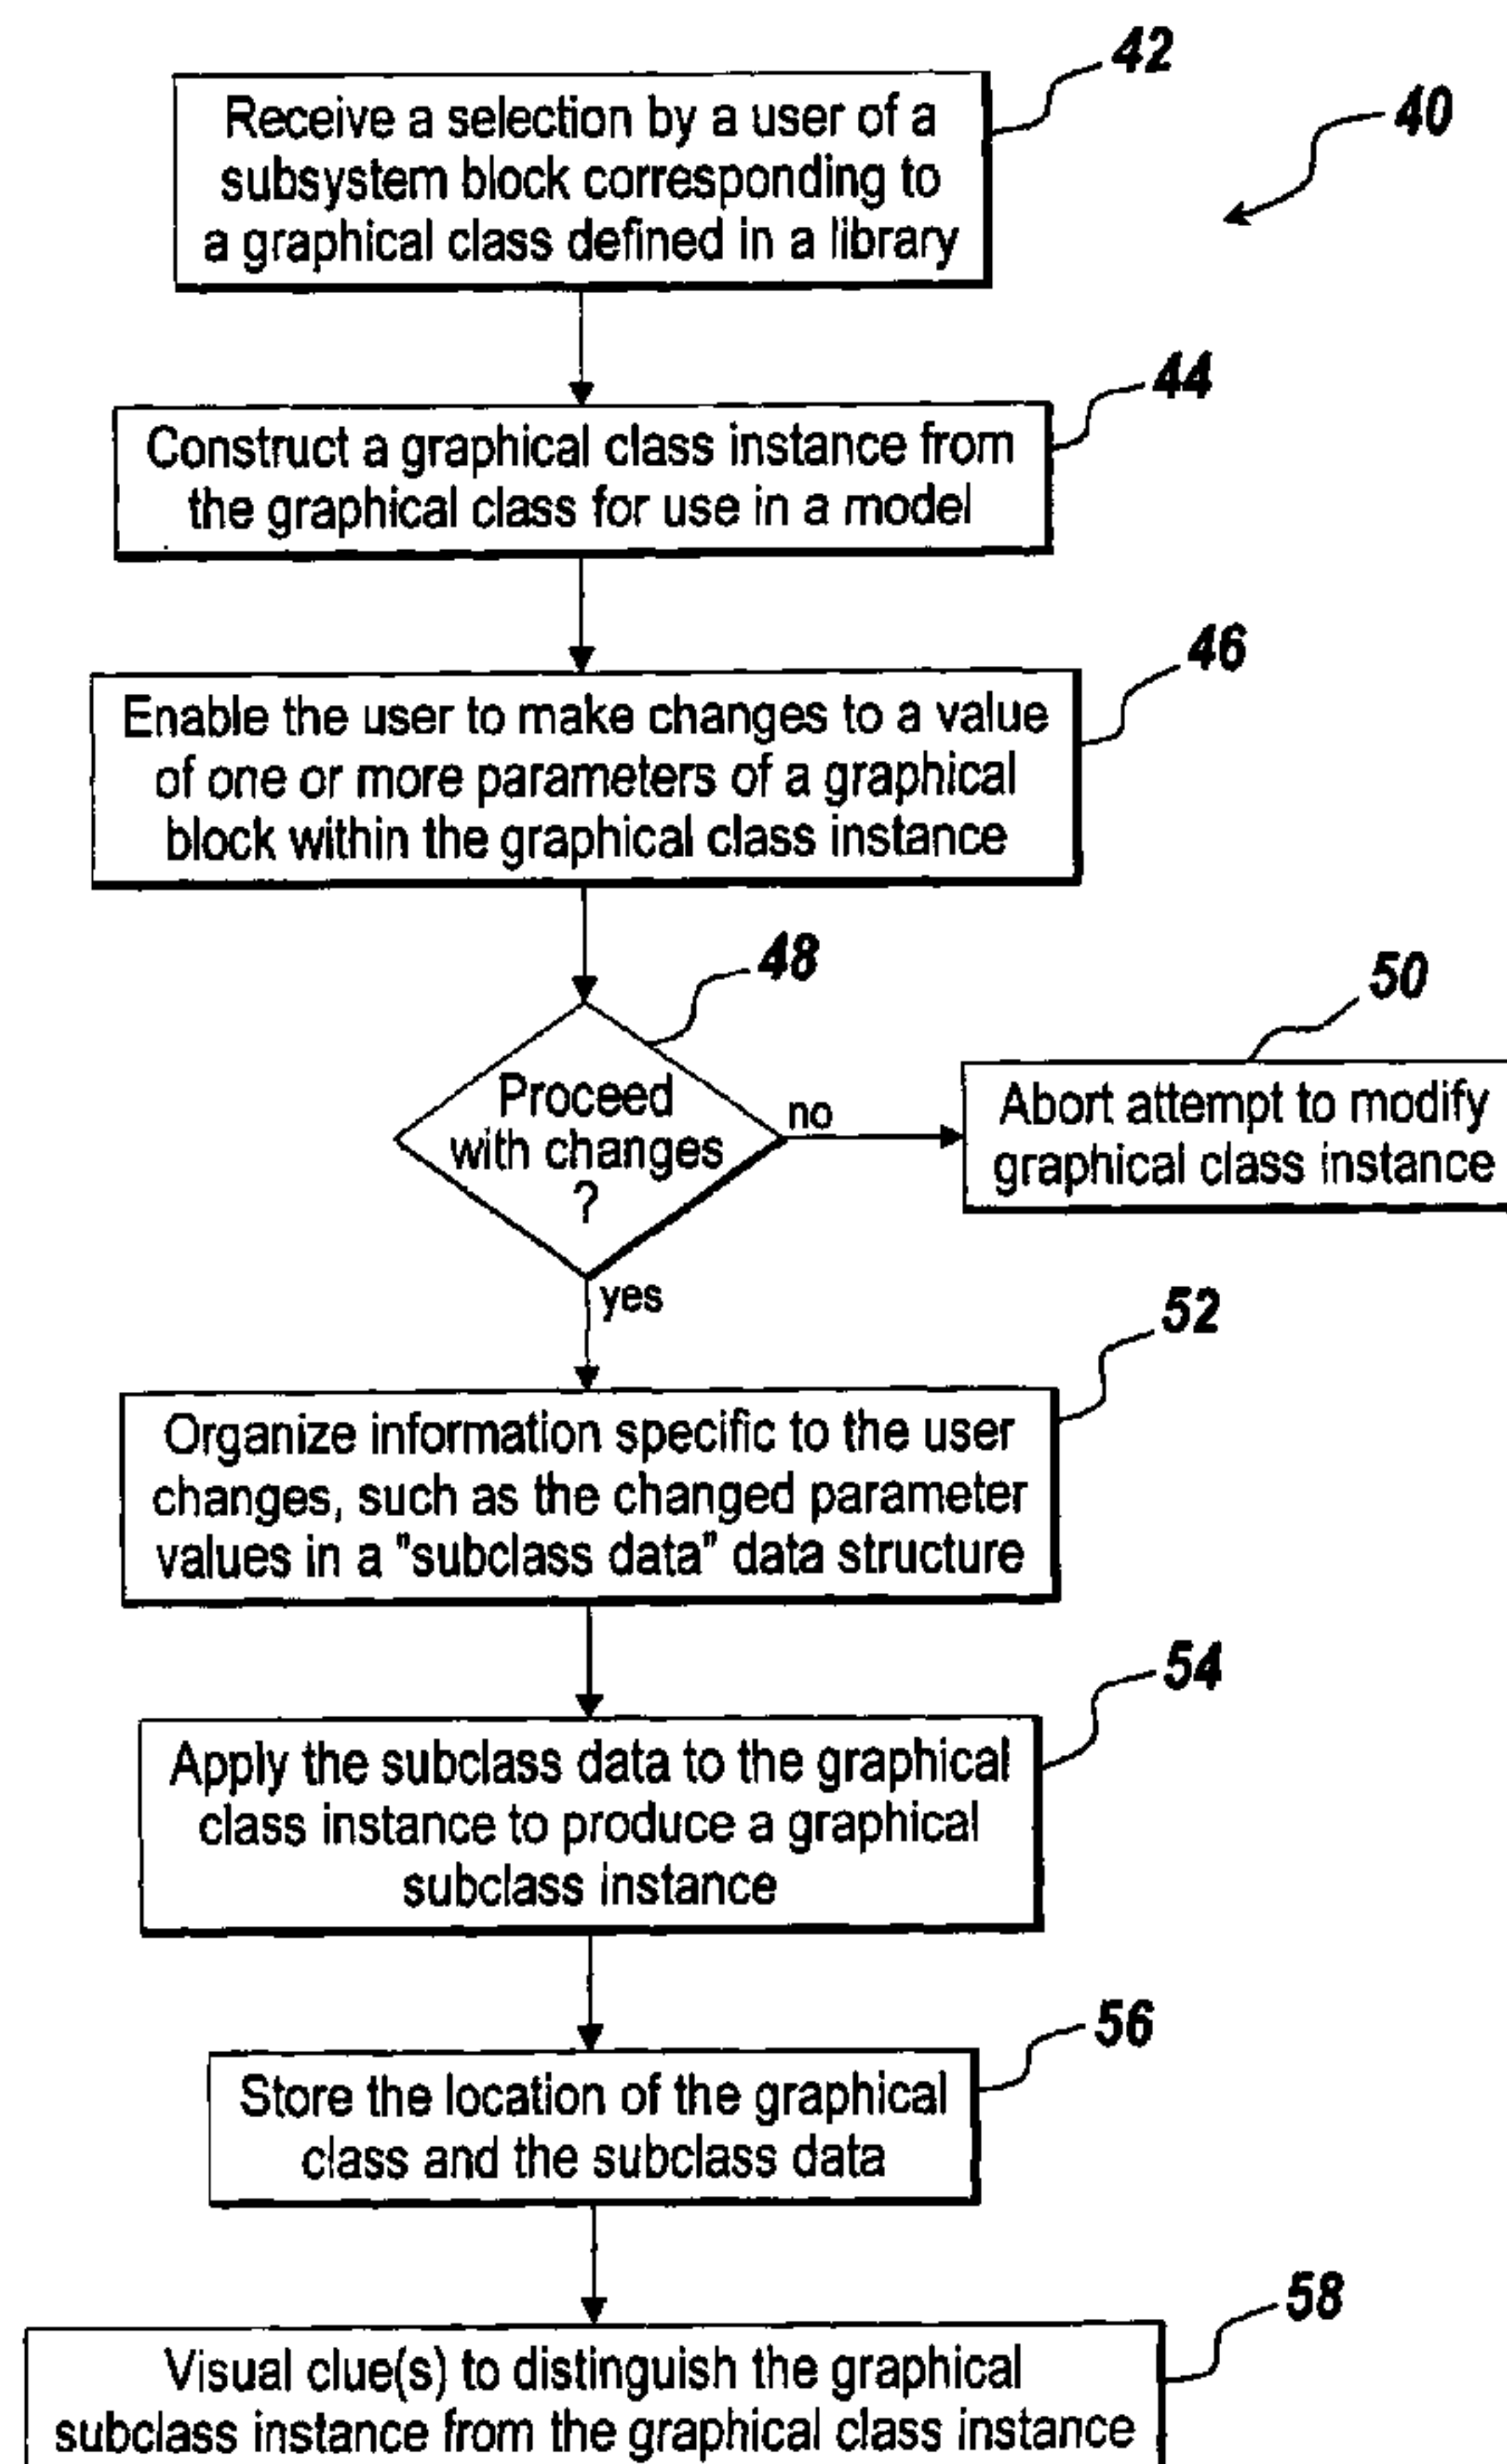 42
40
Receive a selection by a user of a
subsystem block corresponding to
a graphical class defined in a library
44
Construct a graphical class instance from
the graphical class for use in a model
46
Enable the user to make changes to a value
of one or more parameters of a graphical
block within the graphical class instance
48
Proceed
with changes
?
no
50
Abort attempt to modify
graphical class instance
yes
52
Organize information specific to the user
changes, such as the changed parameter
values in a "subclass data" data structure
54
Apply the subclass data to the graphical
class instance to produce a graphical
subclass instance
56
Store the location of the graphical
class and the subclass data
58
Visual clue(s) to distinguish the graphical
subclass instance from the graphical class instance